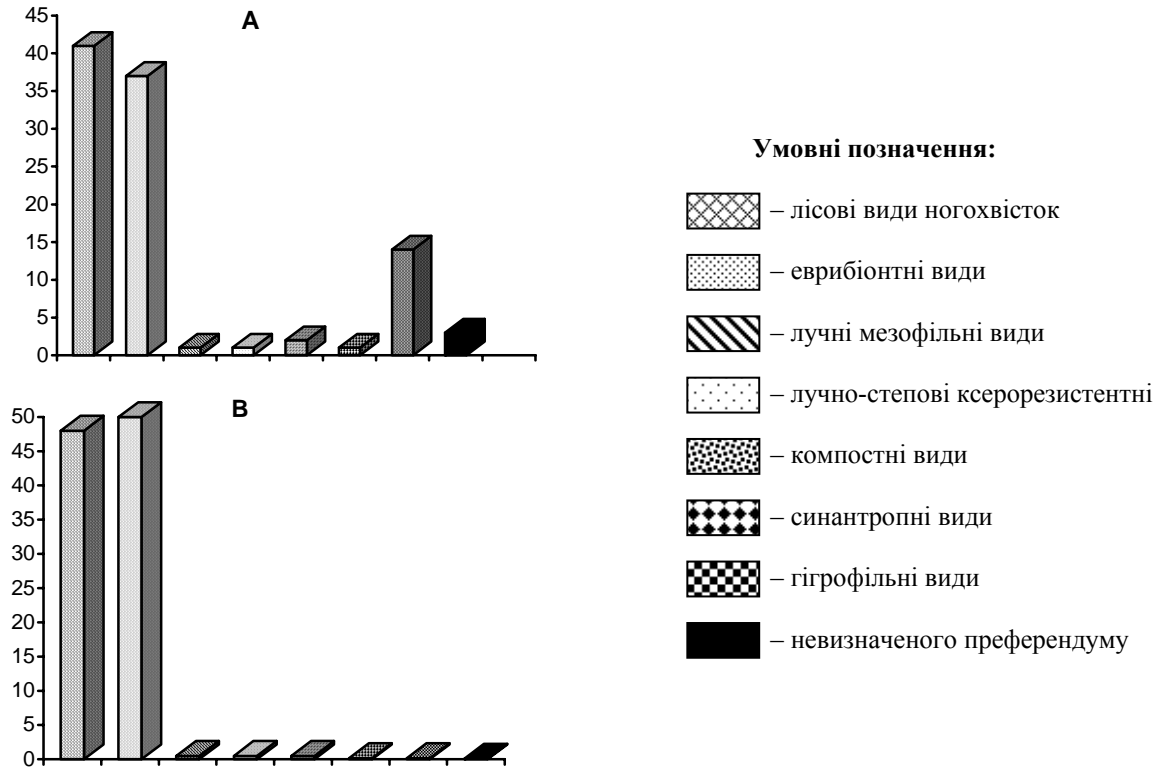 A
45
40
35
30
25
20
15
10
5
0
B
50
45
40
35
30
25
20
15
10
5
0
Умовні позначення:
– лісові види ногохвісток
– еврибіонтні види
– лучні мезофільні види
– лучно-степові ксерорезистентні
– компостні види
– синантропні види
– гігрофільні види
– невизначеного преферендуму